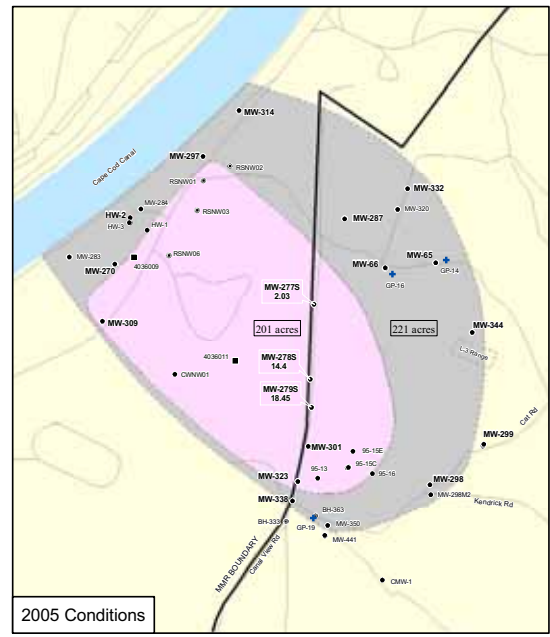 MW-314
Cape Cod Canal
MW-297
RSNW02
RSNW01
MW-332
MW-284
RSNW03
MW-320
HW-2
HW-3
HW-1
MW-287
MW-283
MW-270
4036009
RSNW06
MW-66
GP-16
MW-65
GP-14
MW-277S
2.03
MW-309
201 acres
221 acres
MW-344
L-3 Range
4036011
MW-278S
14.4
CWNW01
MW-279S
18.45
Cat Rd
MW-301
95-15E
MW-299
95-15C
95-13
95-16
MW-323
MW-298
MW-298M2
MW-338
Kendrick Rd
BH-363
BH-333
GP-19
MW-350
MW-441
MMR BOUNDARY
Canal View Rd
CMW-1
2005 Conditions